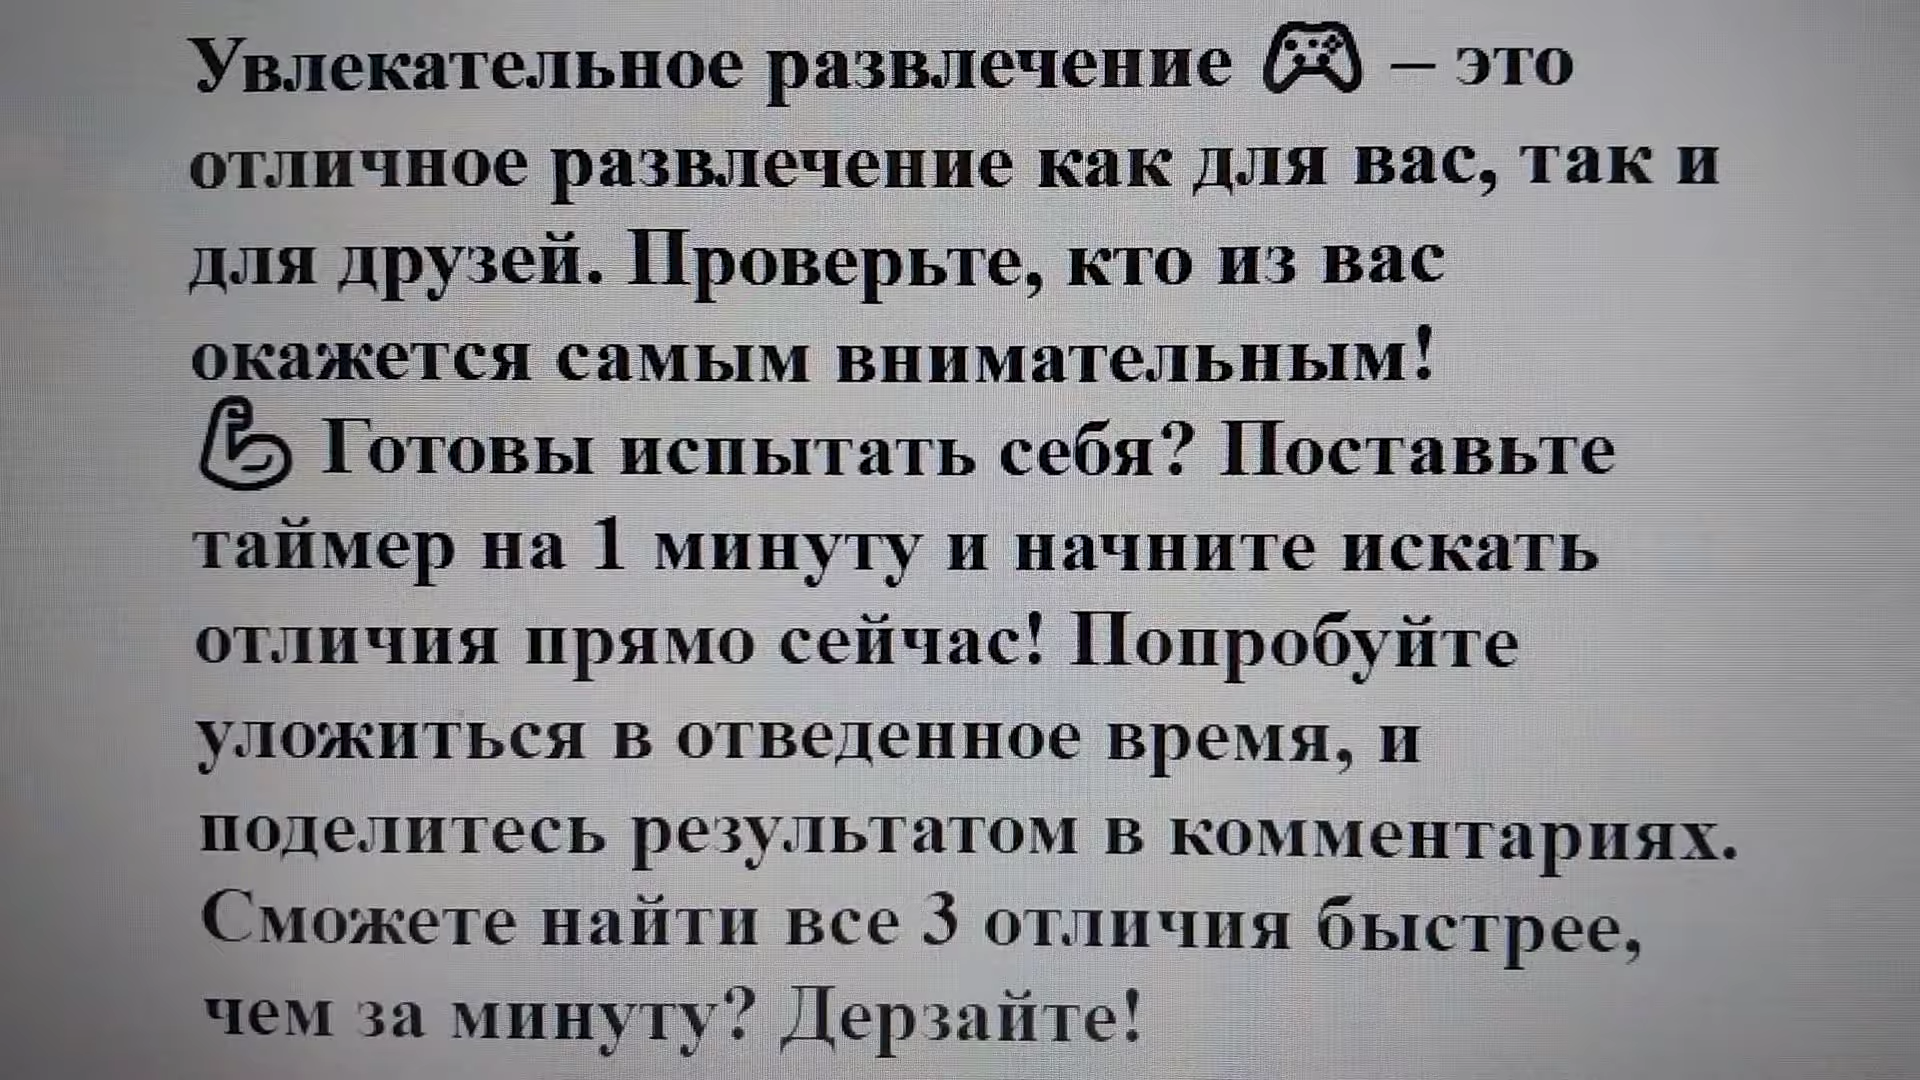 Увлекательное развлечение 🎮 – это
отличное развлечение как для вас, так и
для друзей. Проверьте, кто из вас
окажется самым внимательным!
💪 Готовы испытать себя? Поставьте
таймер на 1 минуту и начните искать
отличия прямо сейчас! Попробуйте
уложиться в отведенное время, и
поделитесь результатом в комментариях.
Сможете найти все 3 отличия быстрее,
чем за минуту? Дерзайте!